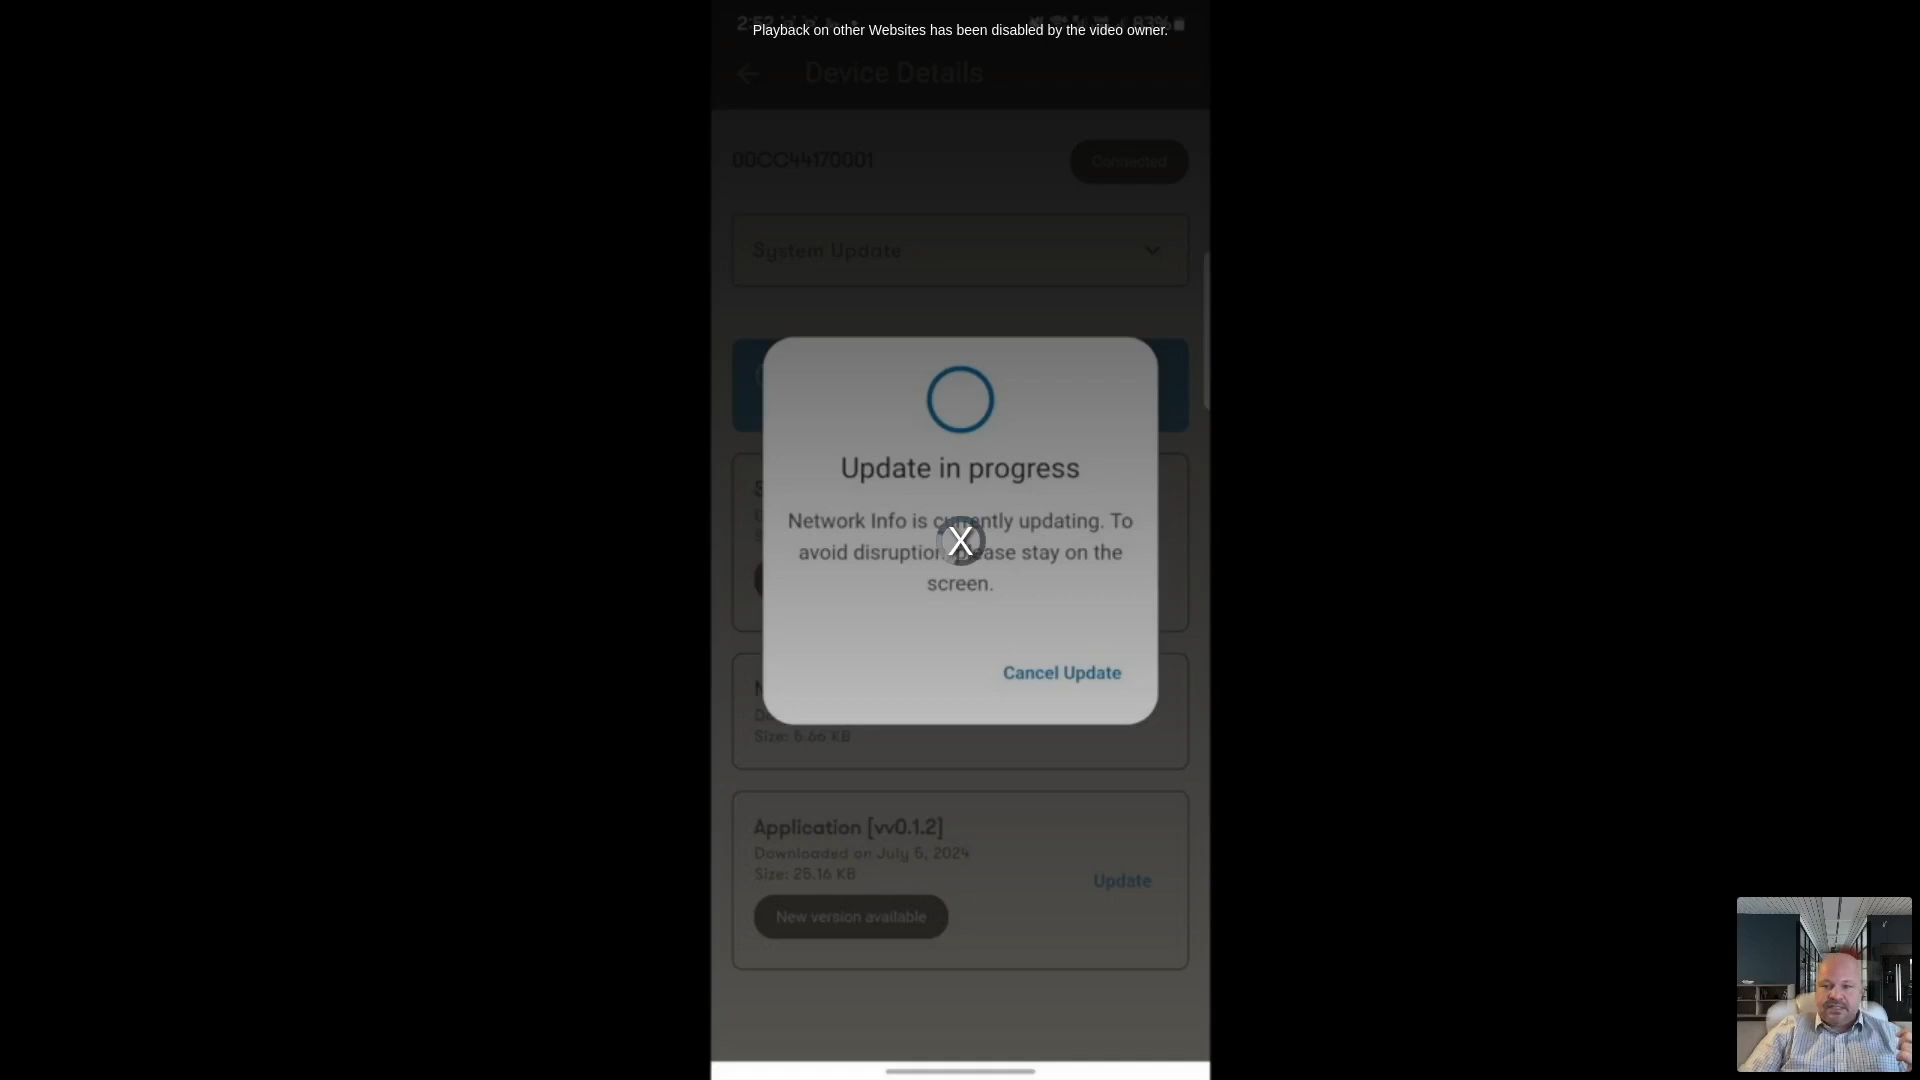 Playback on other Websites has been disabled by the video owner.
Device Details
00CC44170001
Connected
System Update
Update in progress
Network Info is currently updating. To
avoid disruption, please stay on the
screen.
Cancel Update
Size: 5.66 KB
Application [vv0.1.2]
Downloaded on July 5, 2024
Size: 25.16 KB
Update
New version available